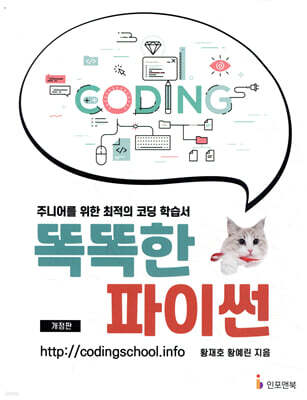 CODING
주니어를 위한 최적의 코딩 학습서
똑똑한
파이썬
개정판
http://codingschool.info
황재호 황예린 지음
인포앤북